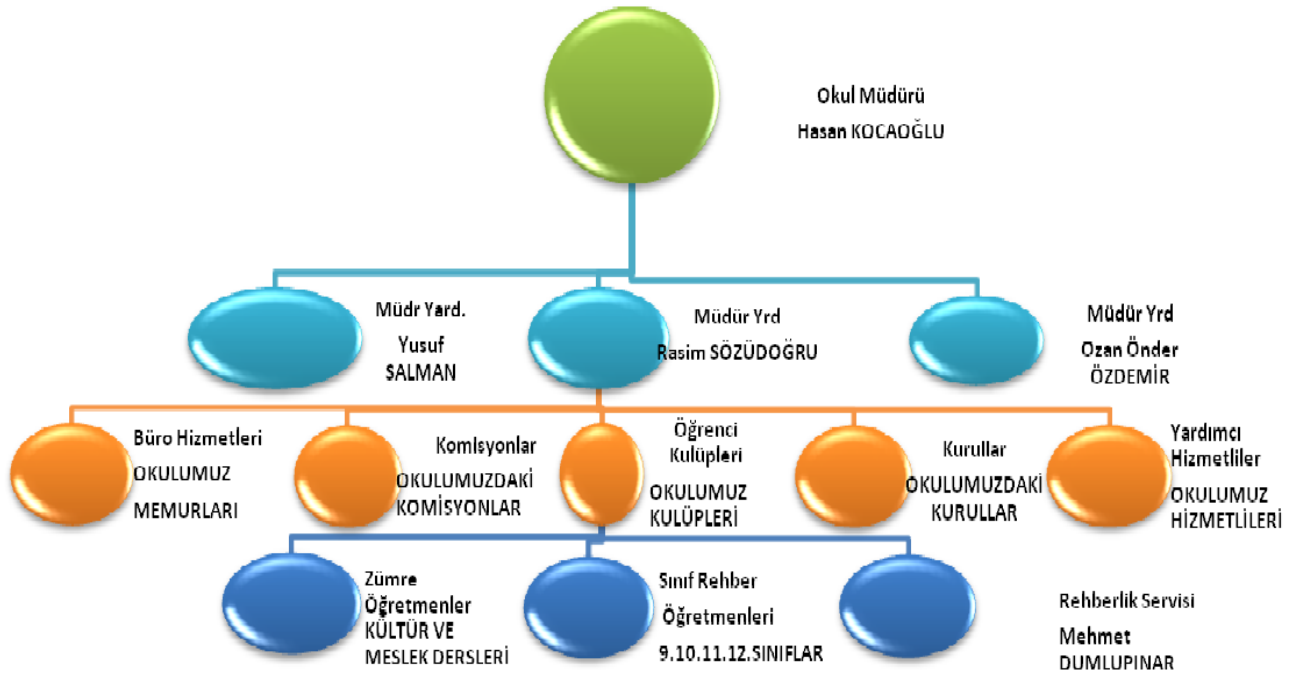 Okul Müdürü
Hasan KOCAOĞLU
Müdr Yard.
Yusuf
SALMAN
Müdür Yrd
Rasim SÖZÜDOĞRU
Müdür Yrd
Ozan Önder
ÖZDEMİR
Büro Hizmetleri
OKULUMUZ
MEMURLARI
Komisyonlar
OKULUMUZDAKİ
KOMİSYONLAR
Öğrenci
Kulüpleri
OKULUMUZ
KULÜPLERİ
Kurullar
OKULUMUZDAKİ
KURULLAR
Yardımcı
Hizmetliler
OKULUMUZ
HİZMETLİLERİ
Zümre
Öğretmenler
KÜLTÜR VE
MESLEK DERSLERİ
Sınıf Rehber
Öğretmenleri
9.10.11.12.SINIFLAR
Rehberlik Servisi
Mehmet
DUMLUPINAR